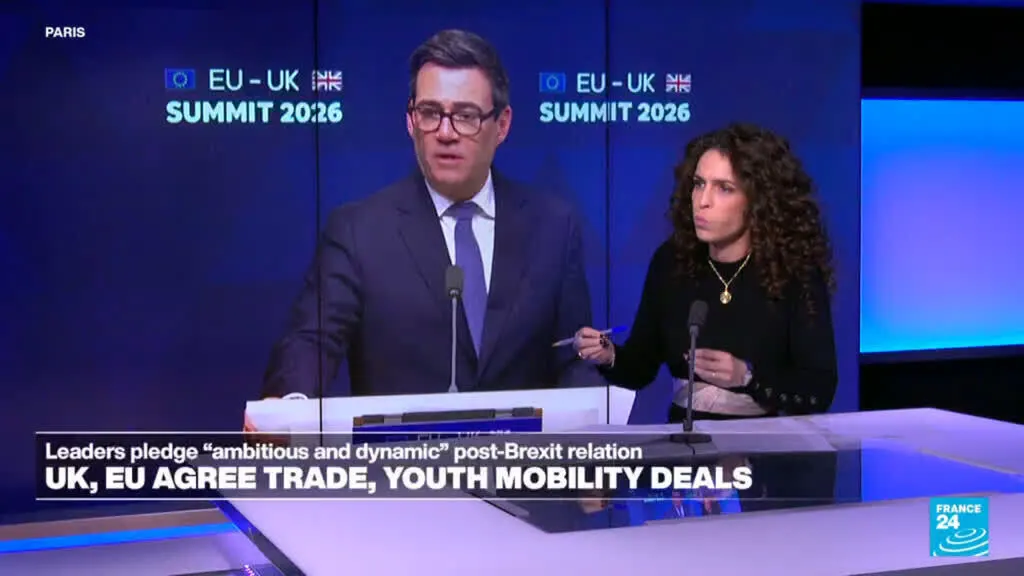 PARIS
EU – UK
SUMMIT 2026
EU – UK
SUMMIT 2026
Leaders pledge “ambitious and dynamic” post-Brexit relation
UK, EU AGREE TRADE, YOUTH MOBILITY DEALS
FRANCE
24